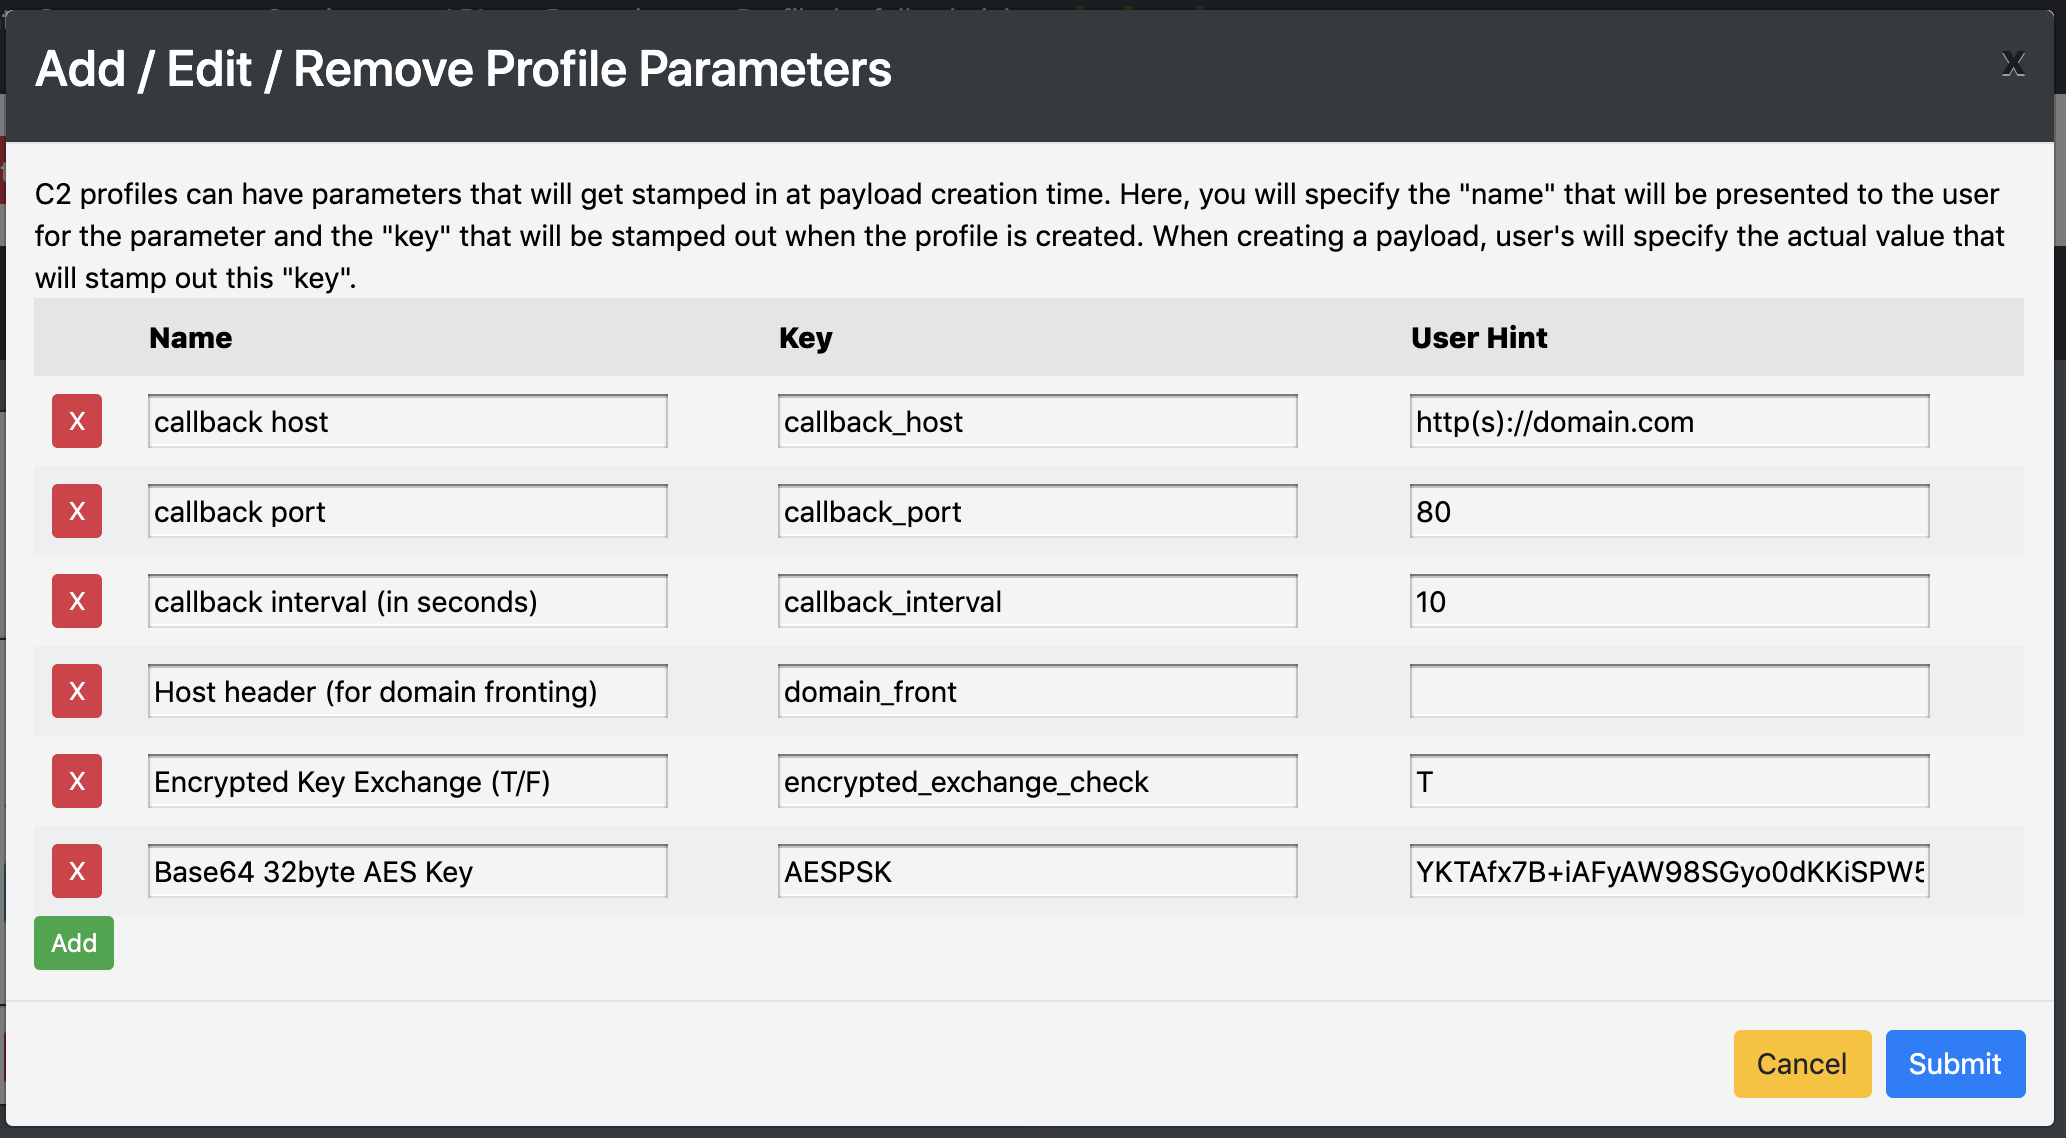 Add / Edit / Remove Profile Parameters
X
C2 profiles can have parameters that will get stamped in at payload creation time. Here, you will specify the "name" that will be presented to the user
for the parameter and the "key" that will be stamped out when the profile is created. When creating a payload, user's will specify the actual value that
will stamp out this "key".
Name Key User Hint
X callback host callback_host http(s)://domain.com
X callback port callback_port 80
X callback interval (in seconds) callback_interval 10
X Host header (for domain fronting) domain_front
X Encrypted Key Exchange (T/F) encrypted_exchange_check T
X Base64 32byte AES Key AESPSK YKTAfx7B+iAFyAW98SGyo0dKKiSPW5
Add
Cancel Submit